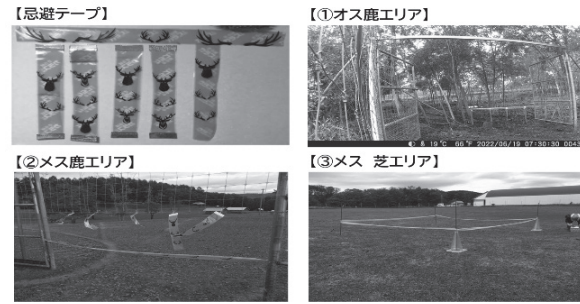 【忌避テープ】
【①オス鹿エリア】
19℃ 66°F 2022/06/19 07:30:30 0043
【②メス鹿エリア】
【③メス 芝エリア】